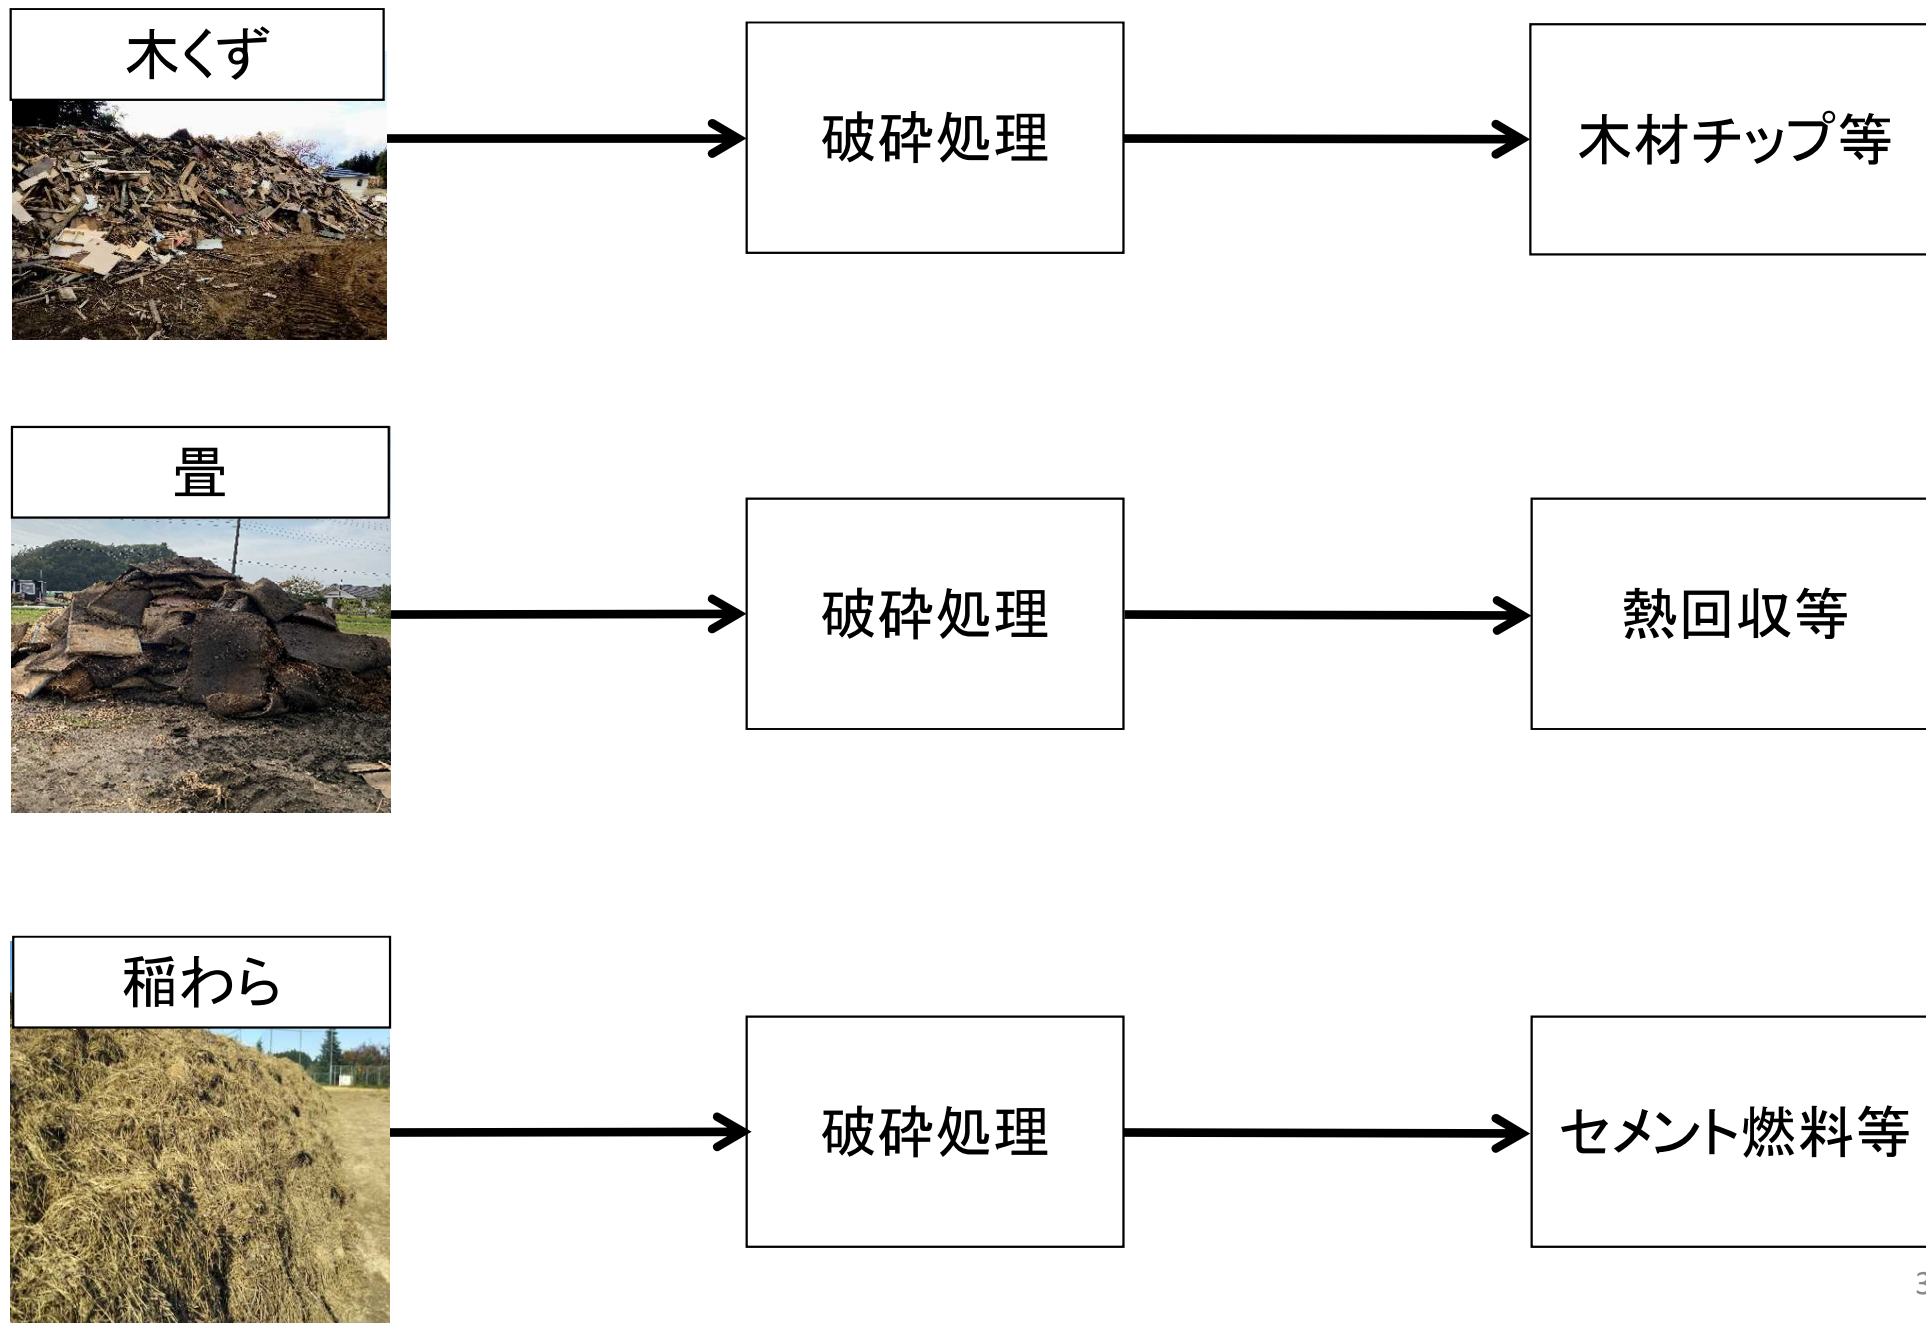 木くず
破砕処理
木材チップ等
畳
破砕処理
熱回収等
稲わら
破砕処理
セメント燃料等
3